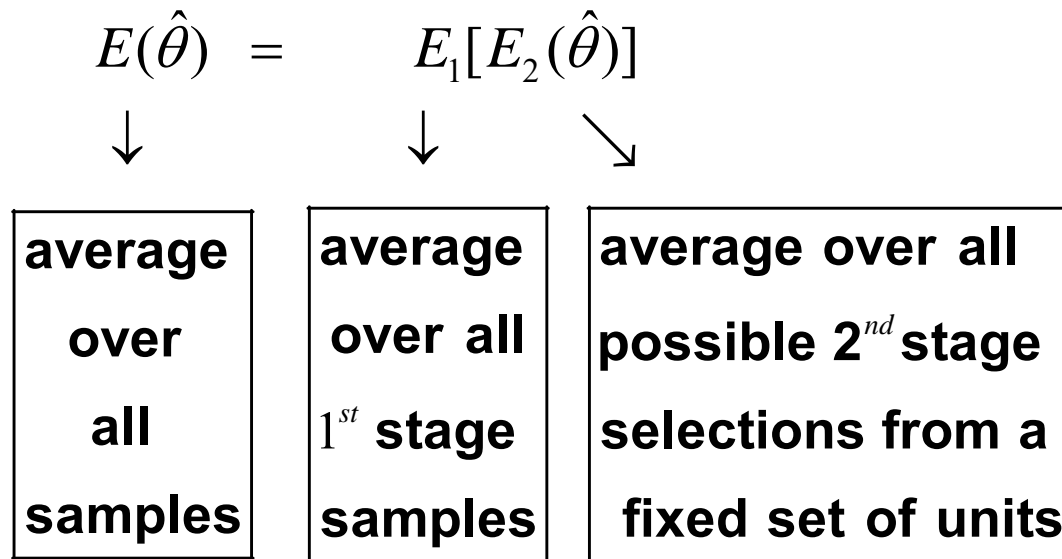 E(θ̂) = E₁[E₂(θ̂)]
↓ ↓ ↘
average
over
all
samples
average
over all
1ˢᵗ stage
samples
average over all
possible 2ⁿᵈ stage
selections from a
fixed set of units